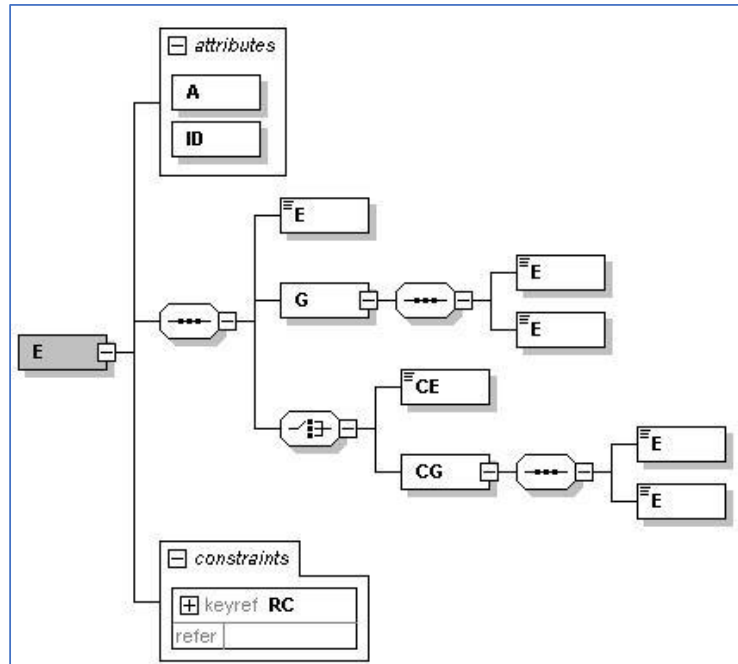 attributes
A
ID
E
G
E
E
E
CE
CG
E
E
constraints
keyref RC
refer